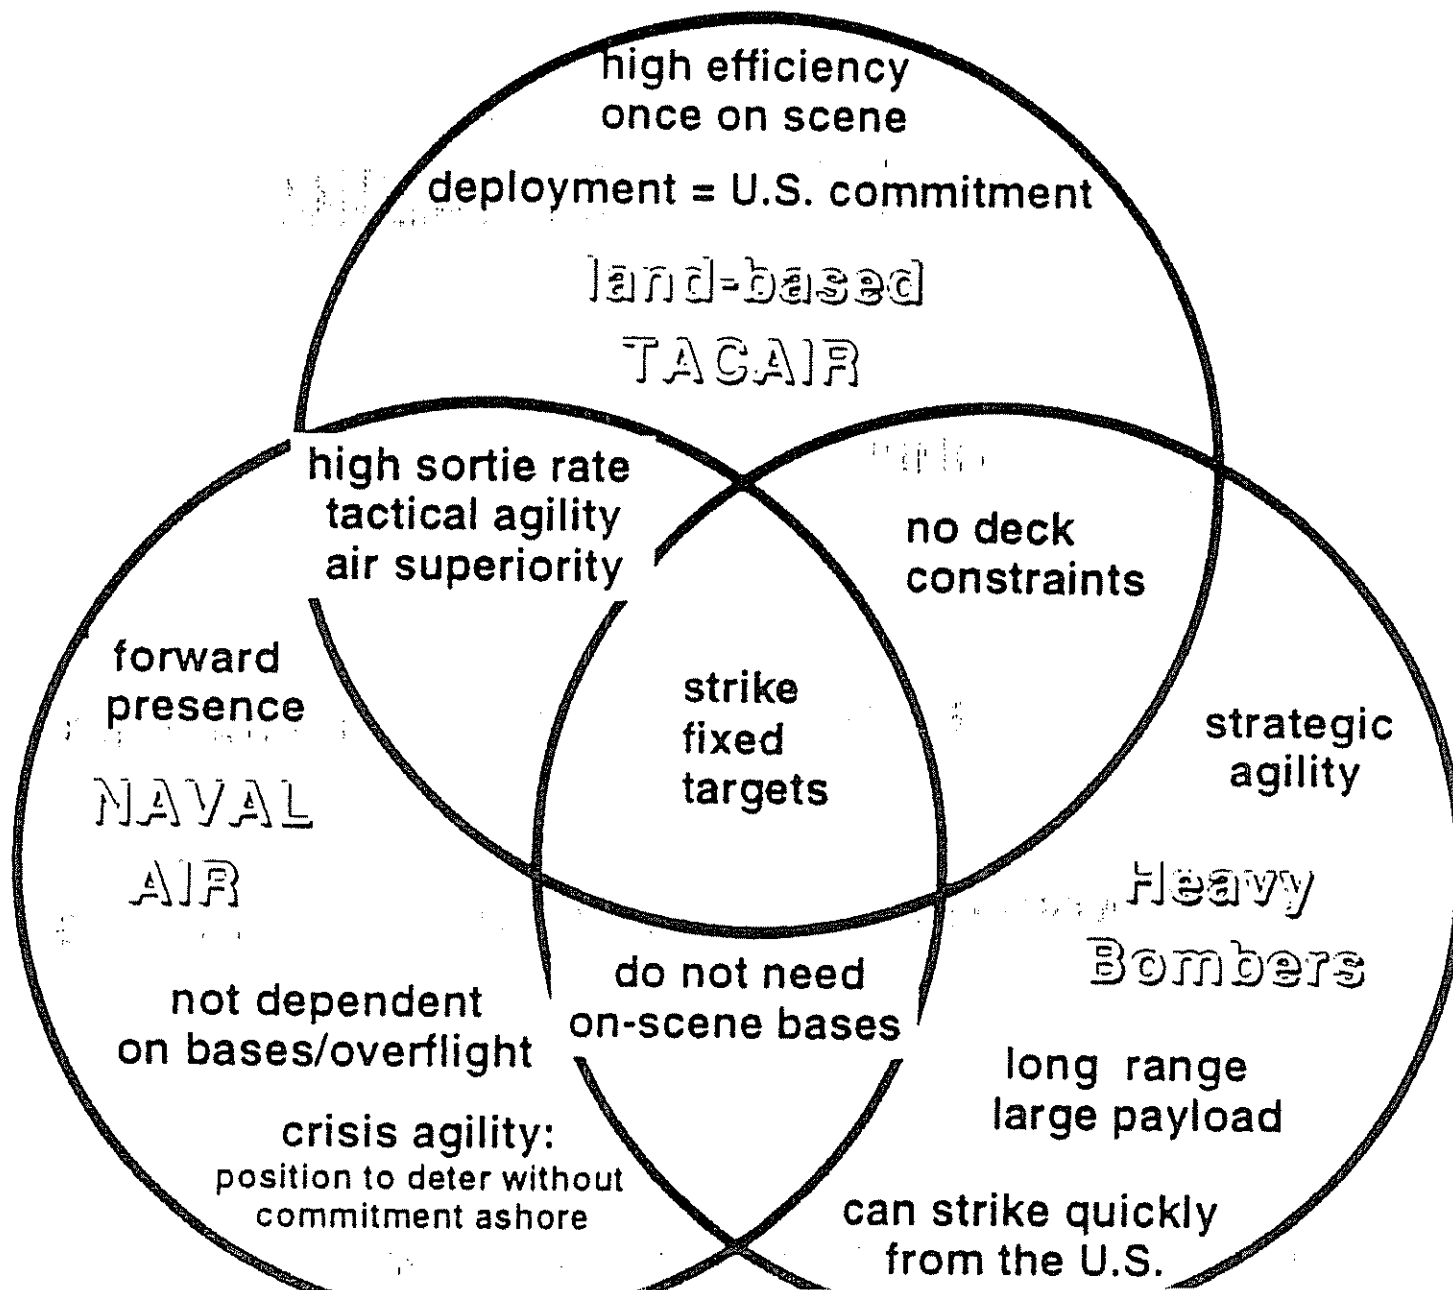 high efficiency
once on scene
deployment = U.S. commitment
land-based
TACAIR
high sortie rate
tactical agility
air superiority
no deck
constraints
forward
presence
NAVAL
AIR
strike
fixed
targets
strategic
agility
Heavy
Bombers
not dependent
on bases/overflight
do not need
on-scene bases
long range
large payload
crisis agility:
position to deter without
commitment ashore
can strike quickly
from the U.S.